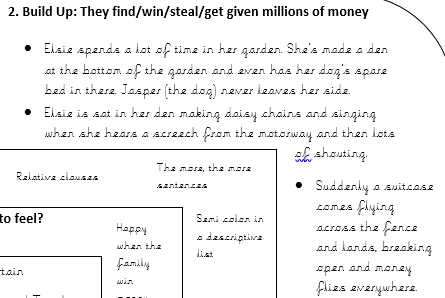 2. Build Up: They find/win/steal/get given millions of money
Elsie spends a lot of time in her garden. She's made a den
at the bottom of the garden and even has her dog's spare
bed in there. Jasper (the dog) never leaves her side.
Elsie is sat in her den making daisy chains and singing
when she hears a screech from the motorway and then lots
of shouting.
Suddenly a suitcase
comes flying
across the fence
and lands, breaking
open and money
flies everywhere.
Relative clauses
The more, the more
sentences
to feel?
Happy
when the
family
win
Semi colon in
a descriptive
list
tain